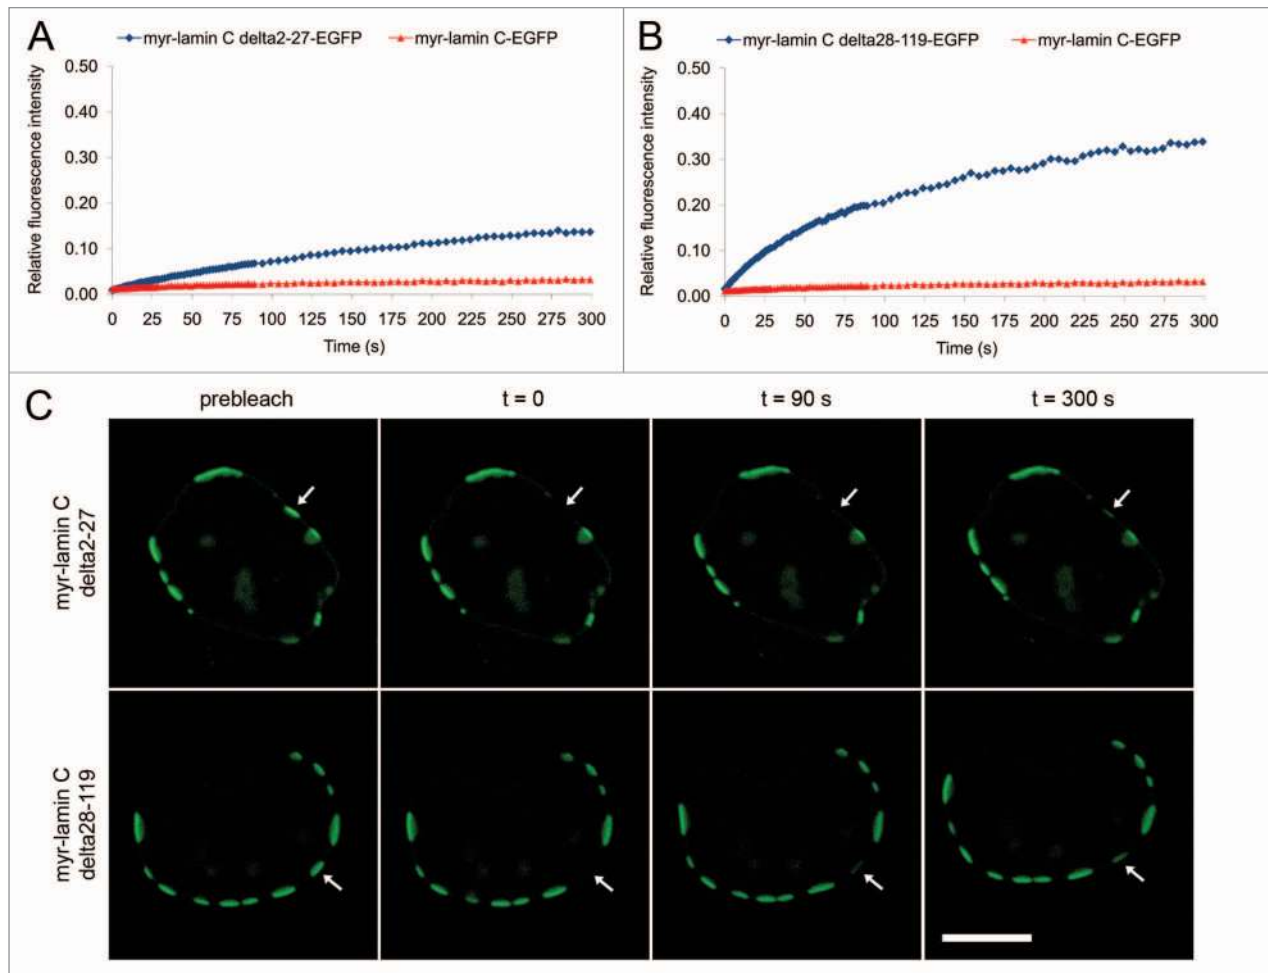 A
myr-lamin C delta2-27-EGFP
myr-lamin C-EGFP
Relative fluorescence intensity
0.50
0.40
0.30
0.20
0.10
0.00
0 25 50 75 100 125 150 175 200 225 250 275 300
Time (s)
B
myr-lamin C delta28-119-EGFP
myr-lamin C-EGFP
Relative fluorescence intensity
0.50
0.40
0.30
0.20
0.10
0.00
0 25 50 75 100 125 150 175 200 225 250 275 300
Time (s)
C
prebleach
t = 0
t = 90 s
t = 300 s
myr-lamin C
delta2-27
myr-lamin C
delta28-119